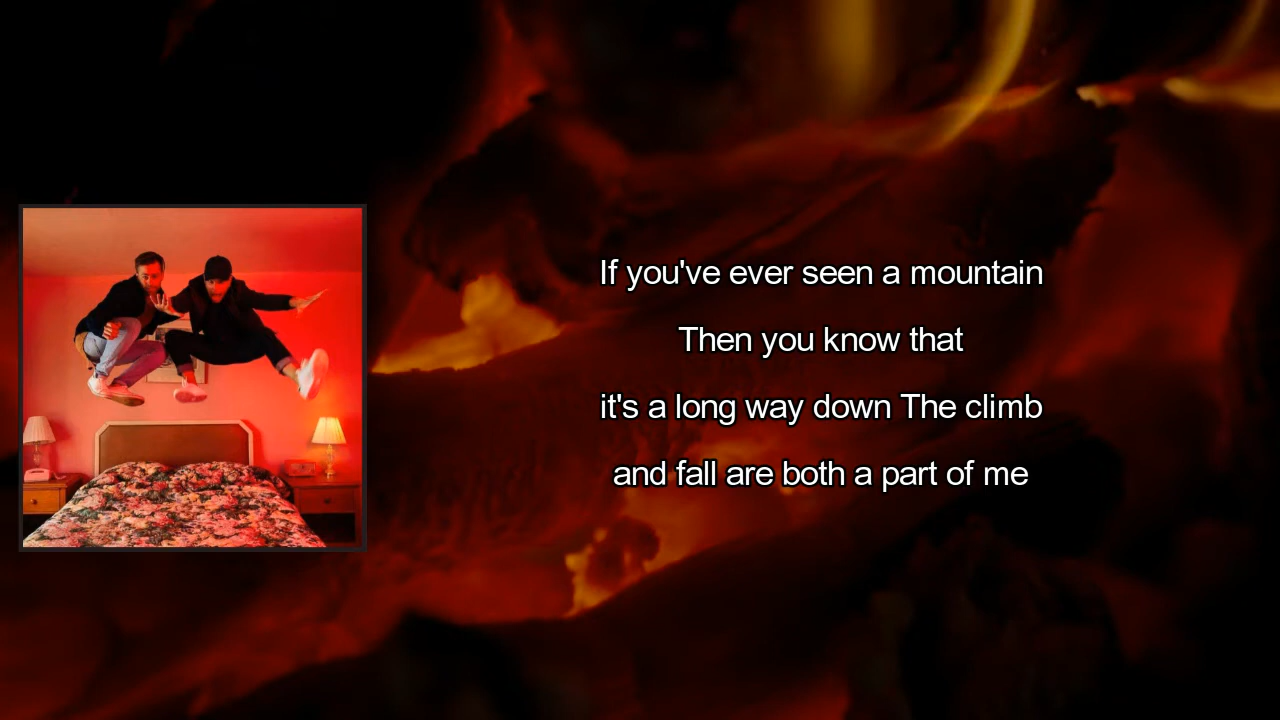 If you've ever seen a mountain
Then you know that
it's a long way down The climb
and fall are both a part of me